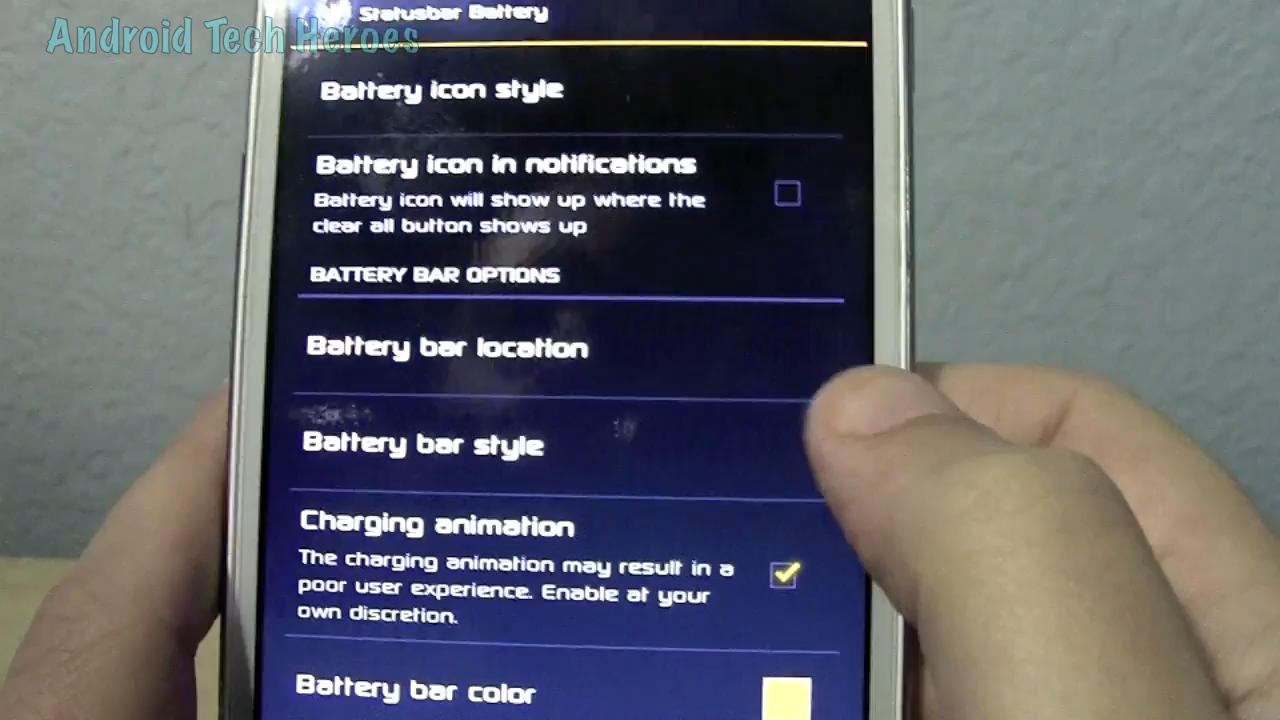 Android Tech Heroes
Statusbar Battery
Battery icon style
Battery icon in notifications
Battery icon will show up where the
clear all button shows up
BATTERY BAR OPTIONS
Battery bar location
Battery bar style
Charging animation
The charging animation may result in a
poor user experience. Enable at your
own discretion.
Battery bar color